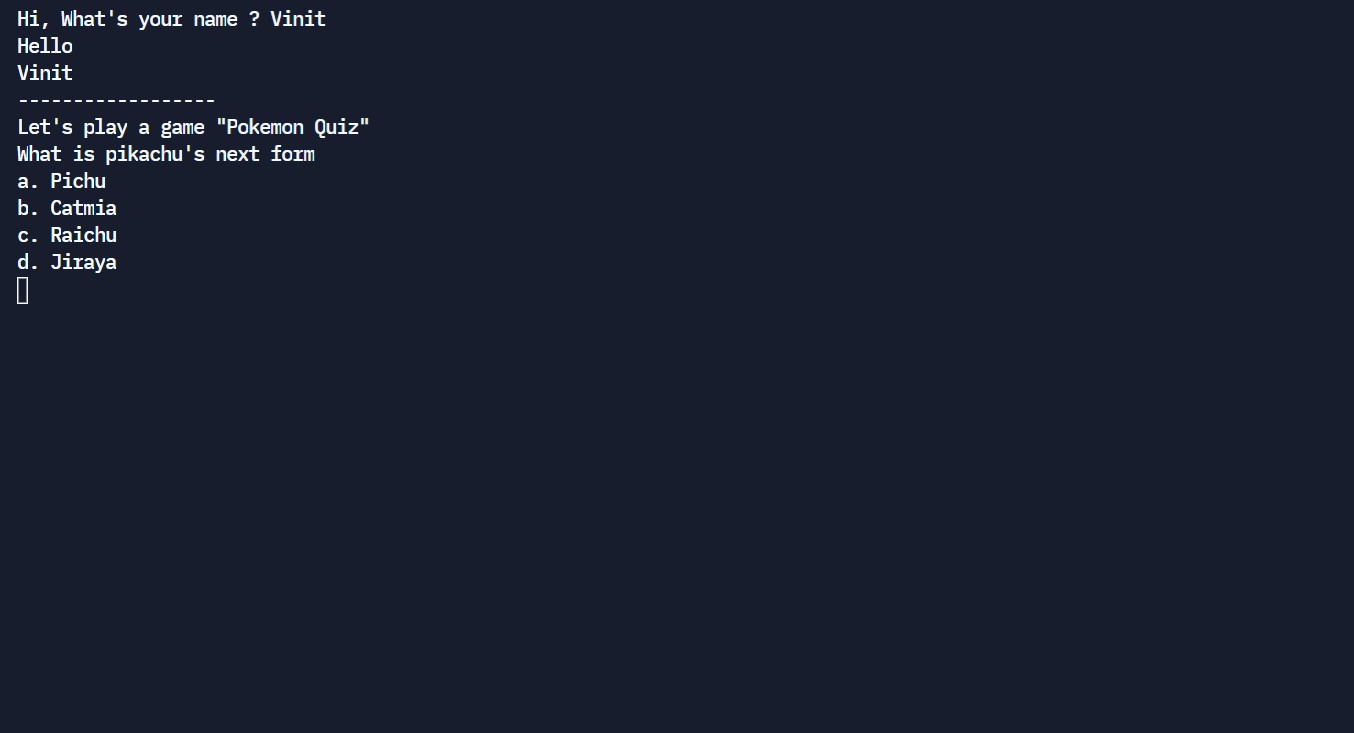 Hi, What's your name ? Vinit
Hello
Vinit
------------------
Let's play a game "Pokemon Quiz"
What is pikachu's next form
a. Pichu
b. Catmia
c. Raichu
d. Jiraya